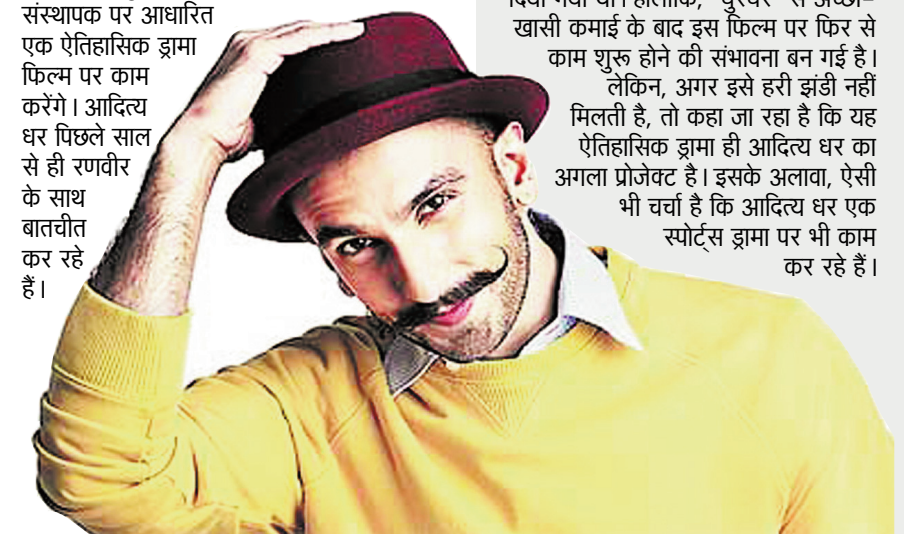 संस्थापक पर आधारित
एक ऐतिहासिक ड्रामा
फिल्म पर काम
करेंगे। आदित्य
धर पिछले साल
से ही रणवीर
के साथ
बातचीत
कर रहे
हैं।
खासी कमाई के बाद इस फिल्म पर फिर से
काम शुरू होने की संभावना बन गई है।
लेकिन, अगर इसे हरी झंडी नहीं
मिलती है, तो कहा जा रहा है कि यह
ऐतिहासिक ड्रामा ही आदित्य धर का
अगला प्रोजेक्ट है। इसके अलावा, ऐसी
भी चर्चा है कि आदित्य धर एक
स्पोर्ट्स ड्रामा पर भी काम
कर रहे हैं।